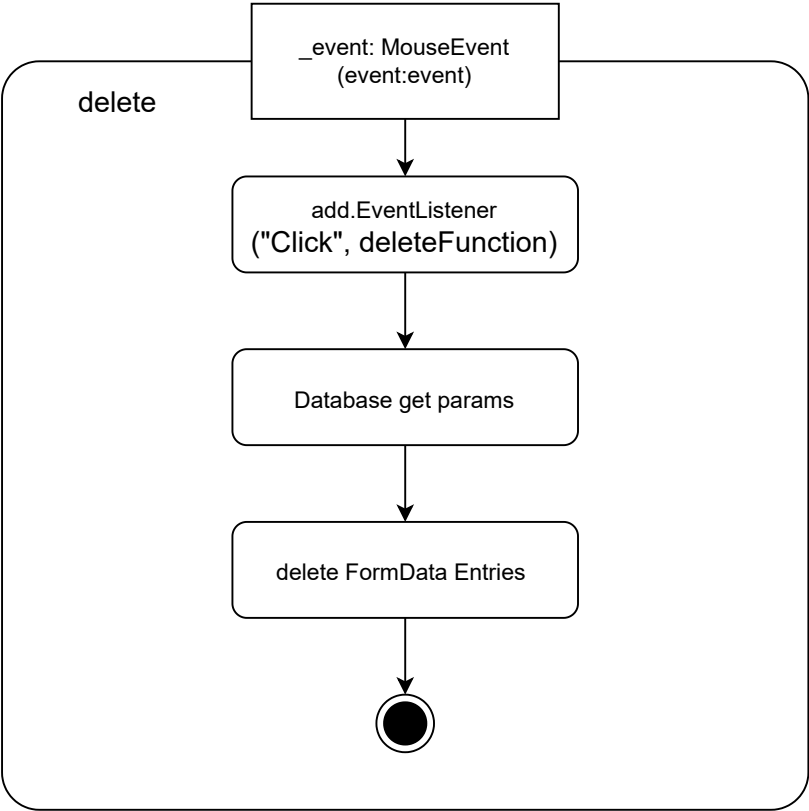 _event: MouseEvent
(event:event)
delete
add.EventListener
("Click", deleteFunction)
Database get params
delete FormData Entries